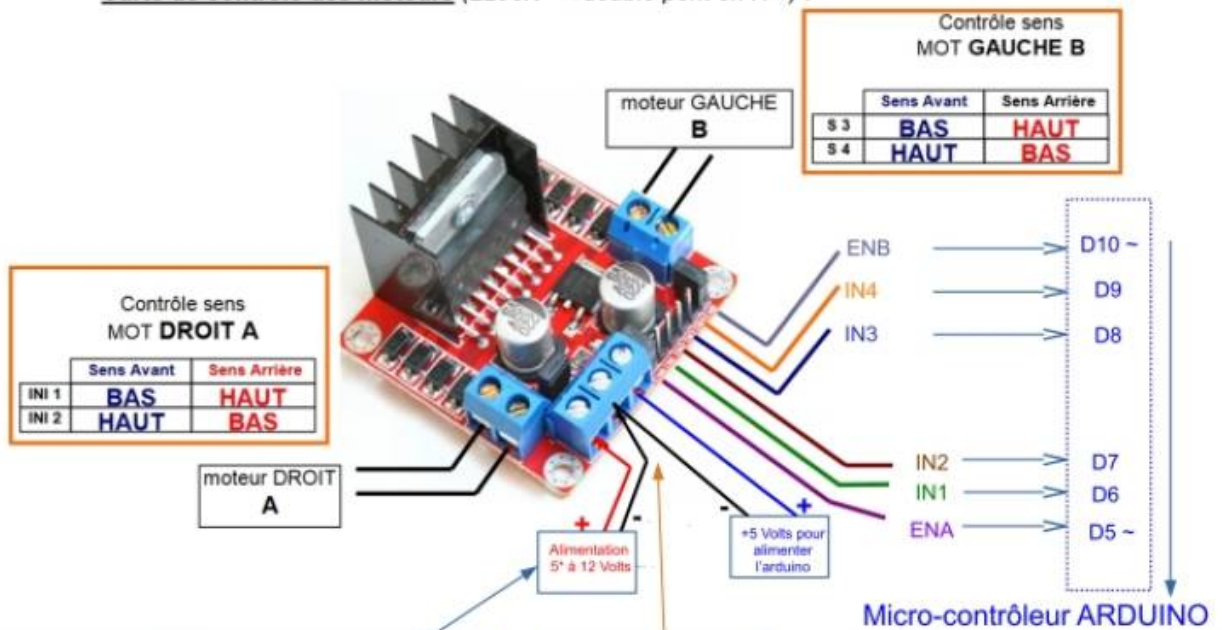 Contrôle sens
MOT GAUCHE B
Sens Avant Sens Arrière
S 3 BAS HAUT
S 4 HAUT BAS
moteur GAUCHE
B
ENB D10 ~
IN4 D9
IN3 D8
Contrôle sens
MOT DROIT A
Sens Avant Sens Arrière
INI 1 BAS HAUT
INI 2 HAUT BAS
moteur DROIT
A
IN2 D7
IN1 D6
ENA D5 ~
+ -
Alimentation
5* à 12 Volts
- +
+5 Volts pour
alimenter
l'arduino
Micro-contrôleur ARDUINO